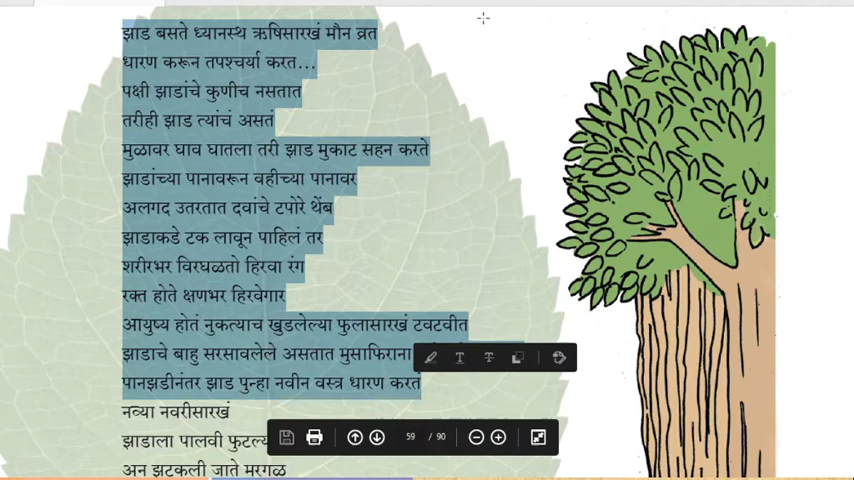 झाड बसते ध्यानस्थ ऋषिसारखं मौन व्रत
धारण करून तपश्चर्या करत...
पक्षी झाडांचे कुणीच नसतात
तरीही झाड त्यांचं असतं
मुळावर घाव घातला तरी झाड मुकाट सहन करते
झाडांच्या पानावरून वहीच्या पानावर
अलगद उतरतात दवांचे टपोरे थेंब
झाडाकडे टक लावून पाहिलं तर
शरीरभर विरघळतो हिरवा रंग
रक्त होते क्षणभर हिरवेगार
आयुष्य होतं नुकत्याच खुडलेल्या फुलासारखं टवटवीत
झाडाचे बाहु सरसावलेले असतात मुसाफिराना
पानझडीनंतर झाड पुन्हा नवीन वस्त्र धारण करतं
नव्या नवरीसारखं
झाडाला पालवी
अन झटकली जाते मरगळ
59 / 90